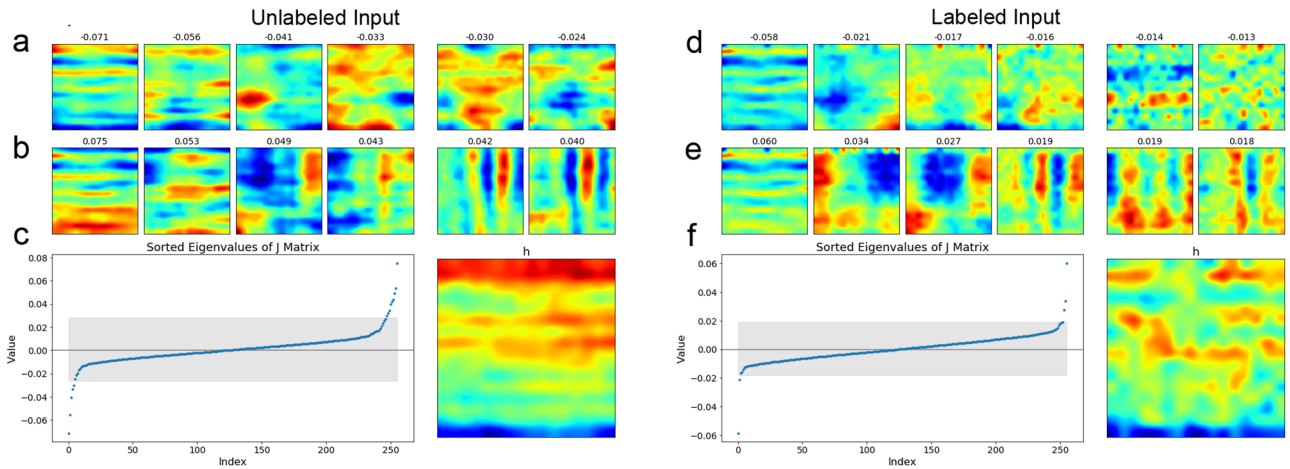 Unlabeled Input
a
-0.071 -0.056 -0.041 -0.033 -0.030 -0.024
b
0.075 0.053 0.049 0.043 0.042 0.040
c
Sorted Eigenvalues of J Matrix
h
0.08
0.06
0.04
0.02
0.00
−0.02
−0.04
−0.06
Value
0 50 100 150 200 250
Index
Labeled Input
d
-0.058 -0.021 -0.017 -0.016 -0.014 -0.013
e
0.060 0.034 0.027 0.019 0.019 0.018
f
Sorted Eigenvalues of J Matrix
h
0.06
0.04
0.02
0.00
−0.02
−0.04
−0.06
Value
0 50 100 150 200 250
Index